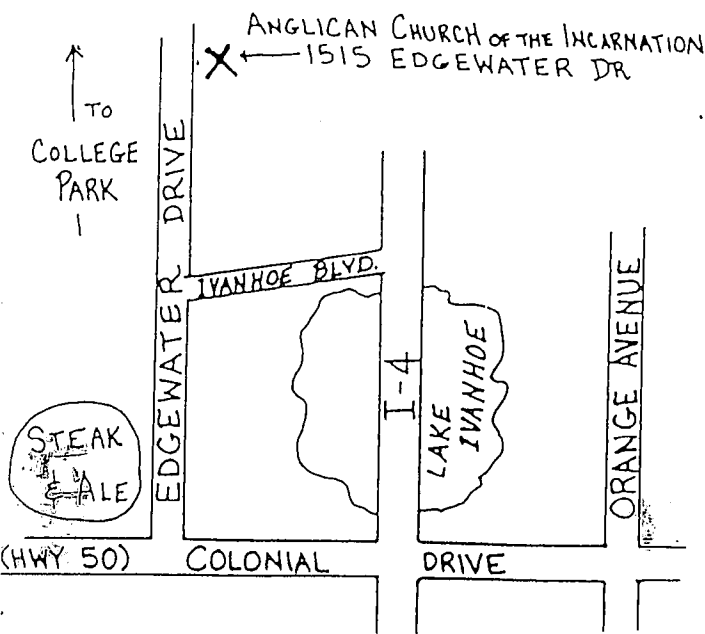 ANGLICAN CHURCH OF THE INCARNATION
1515 EDGEWATER DR
TO
COLLEGE
PARK
EDGEWATER DRIVE
IVANHOE BLVD.
I-4
LAKE
IVANHOE
ORANGE AVENUE
STEAK
& ALE
(HWY 50) COLONIAL DRIVE